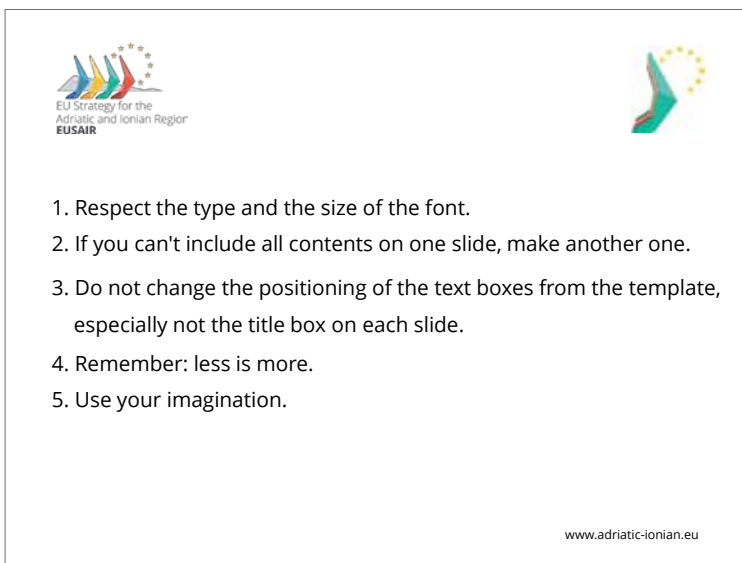 EU Strategy for the
Adriatic and Ionian Region
EUSAIR
1. Respect the type and the size of the font.
2. If you can't include all contents on one slide, make another one.
3. Do not change the positioning of the text boxes from the template,
especially not the title box on each slide.
4. Remember: less is more.
5. Use your imagination.
www.adriatic-ionian.eu